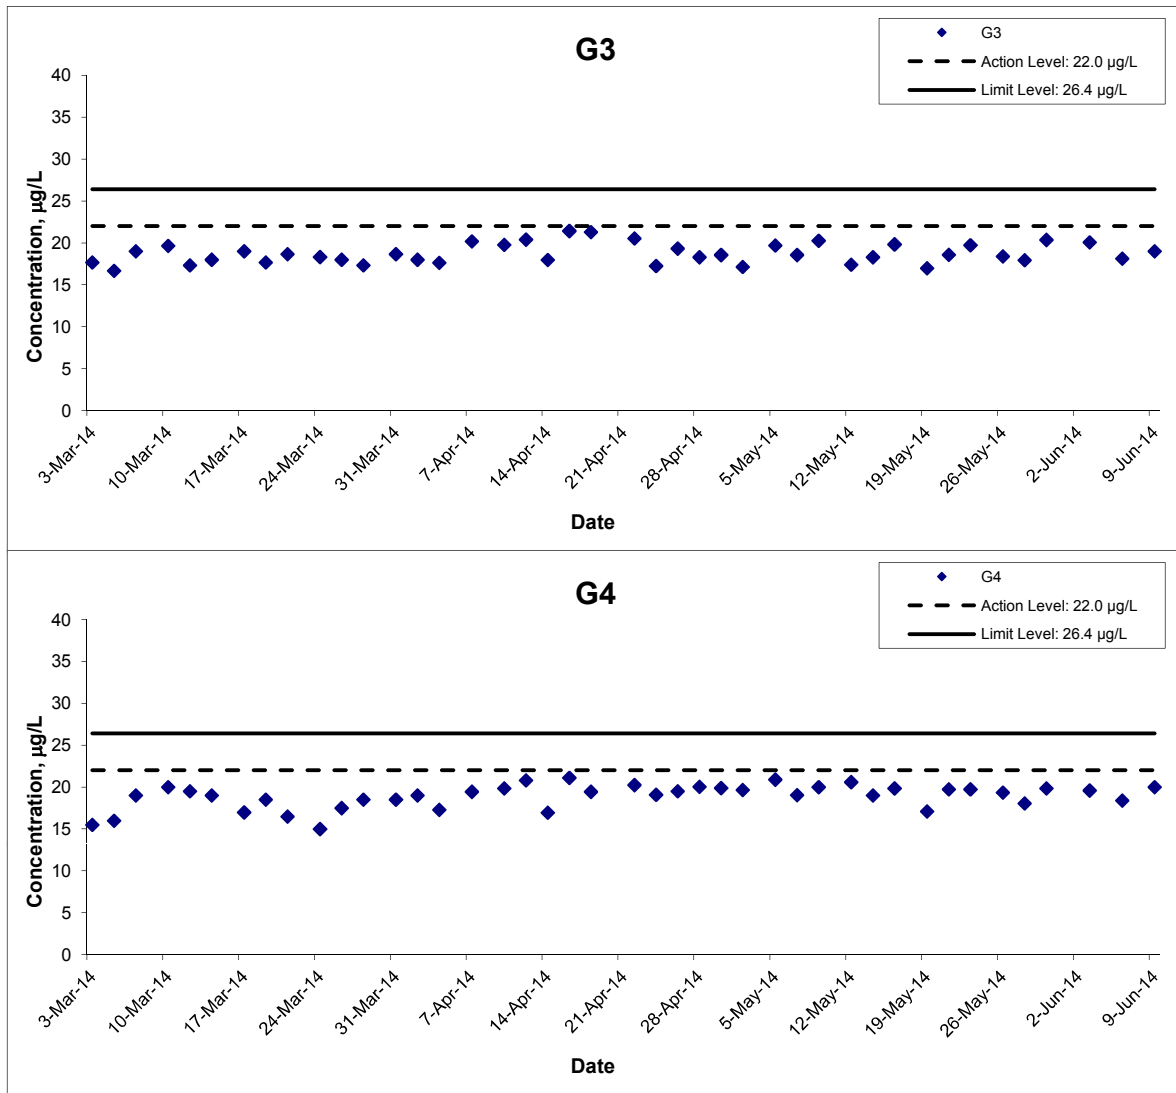 G3
G3
Action Level: 22.0 µg/L
Limit Level: 26.4 µg/L
Concentration, µg/L
40
35
30
25
20
15
10
5
0
3-Mar-14
10-Mar-14
17-Mar-14
24-Mar-14
31-Mar-14
7-Apr-14
14-Apr-14
21-Apr-14
28-Apr-14
5-May-14
12-May-14
19-May-14
26-May-14
2-Jun-14
9-Jun-14
Date
G4
G4
Action Level: 22.0 µg/L
Limit Level: 26.4 µg/L
Concentration, µg/L
40
35
30
25
20
15
10
5
0
3-Mar-14
10-Mar-14
17-Mar-14
24-Mar-14
31-Mar-14
7-Apr-14
14-Apr-14
21-Apr-14
28-Apr-14
5-May-14
12-May-14
19-May-14
26-May-14
2-Jun-14
9-Jun-14
Date